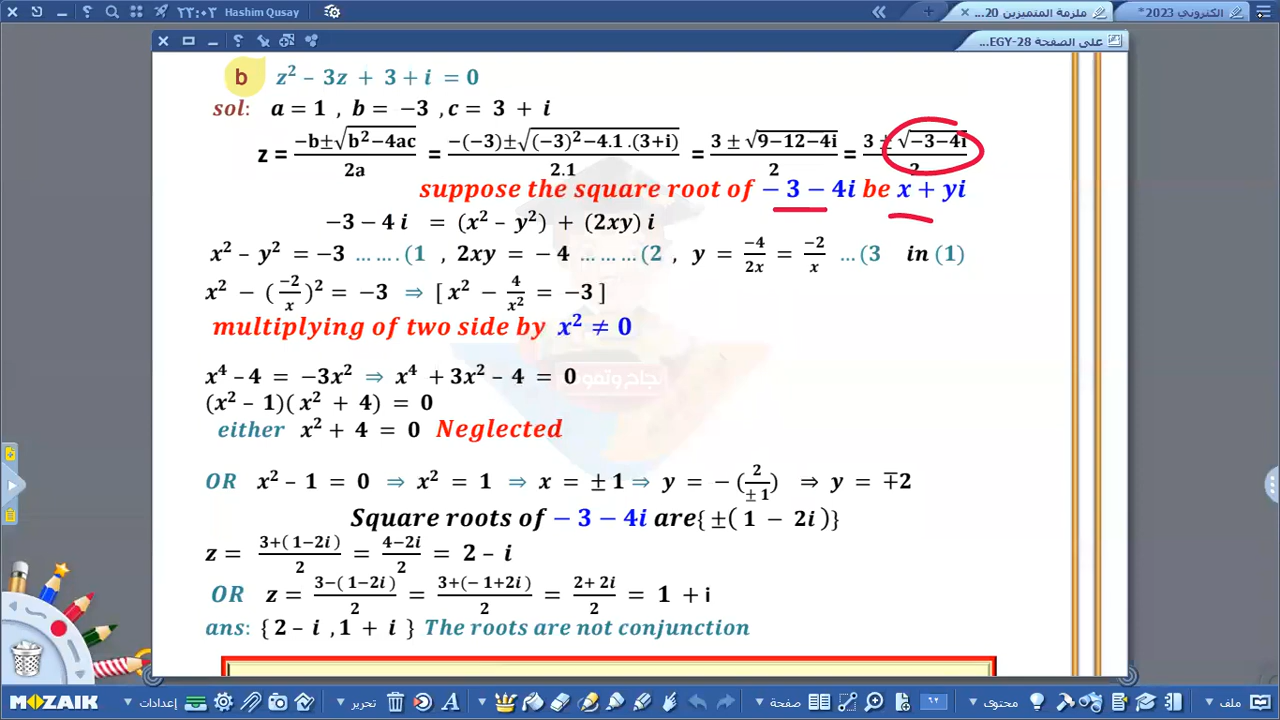 ٢٢:٠٣ Hashim Qusay
ملزمة المتميزين 20...
الكتروني 2023*
على الصفحة EGY-28...
b z² – 3z + 3 + i = 0
sol: a = 1 , b = −3 , c = 3 + i
z = (−b±√(b²−4ac))/2a = (−(−3)±√((−3)²−4.1.(3+i)))/2.1 = (3 ± √(9−12−4i))/2 = (3 ± √(−3−4i))/2
suppose the square root of − 3 − 4i be x + yi
−3 − 4 i = (x² – y²) + (2xy) i
x² – y² = −3 … … . (1 , 2xy = − 4 … … … (2 , y = −4/2x = −2/x … (3 in (1)
x² − (−2/x)² = −3 ⇒ [ x² − 4/x² = −3 ]
multiplying of two side by x² ≠ 0
x⁴ – 4 = −3x² ⇒ x⁴ + 3x² – 4 = 0
(x² – 1)( x² + 4) = 0
either x² + 4 = 0 Neglected
OR x² – 1 = 0 ⇒ x² = 1 ⇒ x = ± 1 ⇒ y = − (2/± 1) ⇒ y = ∓2
Square roots of − 3 − 4i are{ ±( 1 − 2i )}
z = (3+( 1−2i ))/2 = (4−2i)/2 = 2 – i
OR z = (3−( 1−2i ))/2 = (3+(− 1+2i ))/2 = (2+ 2i)/2 = 1 + i
ans: { 2 – i , 1 + i } The roots are not conjunction
MOZAIK إعدادات تحرير صفحة ٦٢ محتوى ملف